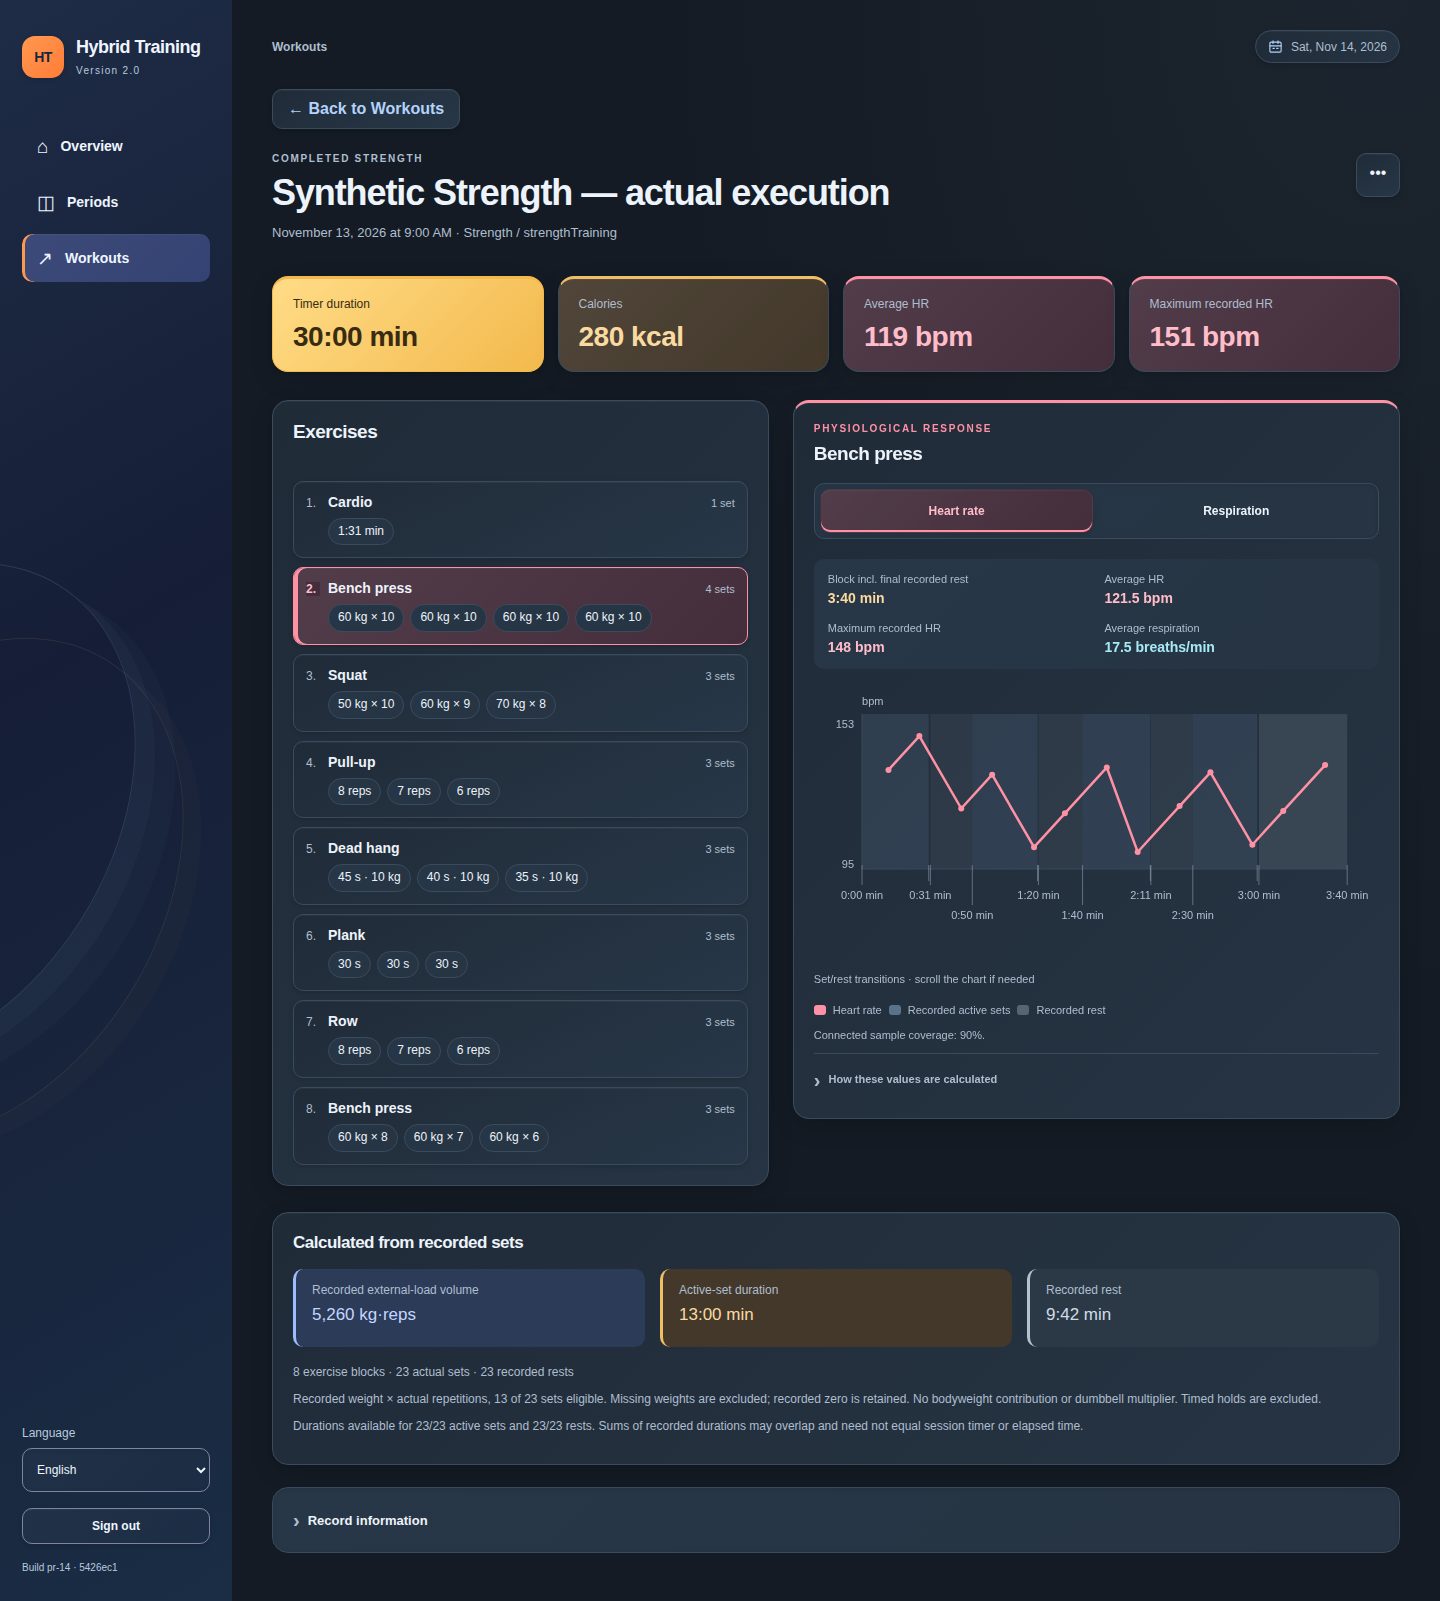 HT
Hybrid Training
Version 2.0
Overview
Periods
Workouts
Language
English
Sign out
Build pr-14 · 5426ec1
Workouts
Sat, Nov 14, 2026
← Back to Workouts
COMPLETED STRENGTH
Synthetic Strength — actual execution
•••
November 13, 2026 at 9:00 AM · Strength / strengthTraining
Timer duration
30:00 min
Calories
280 kcal
Average HR
119 bpm
Maximum recorded HR
151 bpm
Exercises
1. Cardio 1 set
1:31 min
2. Bench press 4 sets
60 kg × 10 60 kg × 10 60 kg × 10 60 kg × 10
3. Squat 3 sets
50 kg × 10 60 kg × 9 70 kg × 8
4. Pull-up 3 sets
8 reps 7 reps 6 reps
5. Dead hang 3 sets
45 s · 10 kg 40 s · 10 kg 35 s · 10 kg
6. Plank 3 sets
30 s 30 s 30 s
7. Row 3 sets
8 reps 7 reps 6 reps
8. Bench press 3 sets
60 kg × 8 60 kg × 7 60 kg × 6
PHYSIOLOGICAL RESPONSE
Bench press
Heart rate Respiration
Block incl. final recorded rest
3:40 min
Average HR
121.5 bpm
Maximum recorded HR
148 bpm
Average respiration
17.5 breaths/min
bpm
153
95
0:00 min 0:31 min 1:20 min 2:11 min 3:00 min 3:40 min
0:50 min 1:40 min 2:30 min
Set/rest transitions · scroll the chart if needed
Heart rate Recorded active sets Recorded rest
Connected sample coverage: 90%.
› How these values are calculated
Calculated from recorded sets
Recorded external-load volume
5,260 kg·reps
Active-set duration
13:00 min
Recorded rest
9:42 min
8 exercise blocks · 23 actual sets · 23 recorded rests
Recorded weight × actual repetitions, 13 of 23 sets eligible. Missing weights are excluded; recorded zero is retained. No bodyweight contribution or dumbbell multiplier. Timed holds are excluded.
Durations available for 23/23 active sets and 23/23 rests. Sums of recorded durations may overlap and need not equal session timer or elapsed time.
› Record information